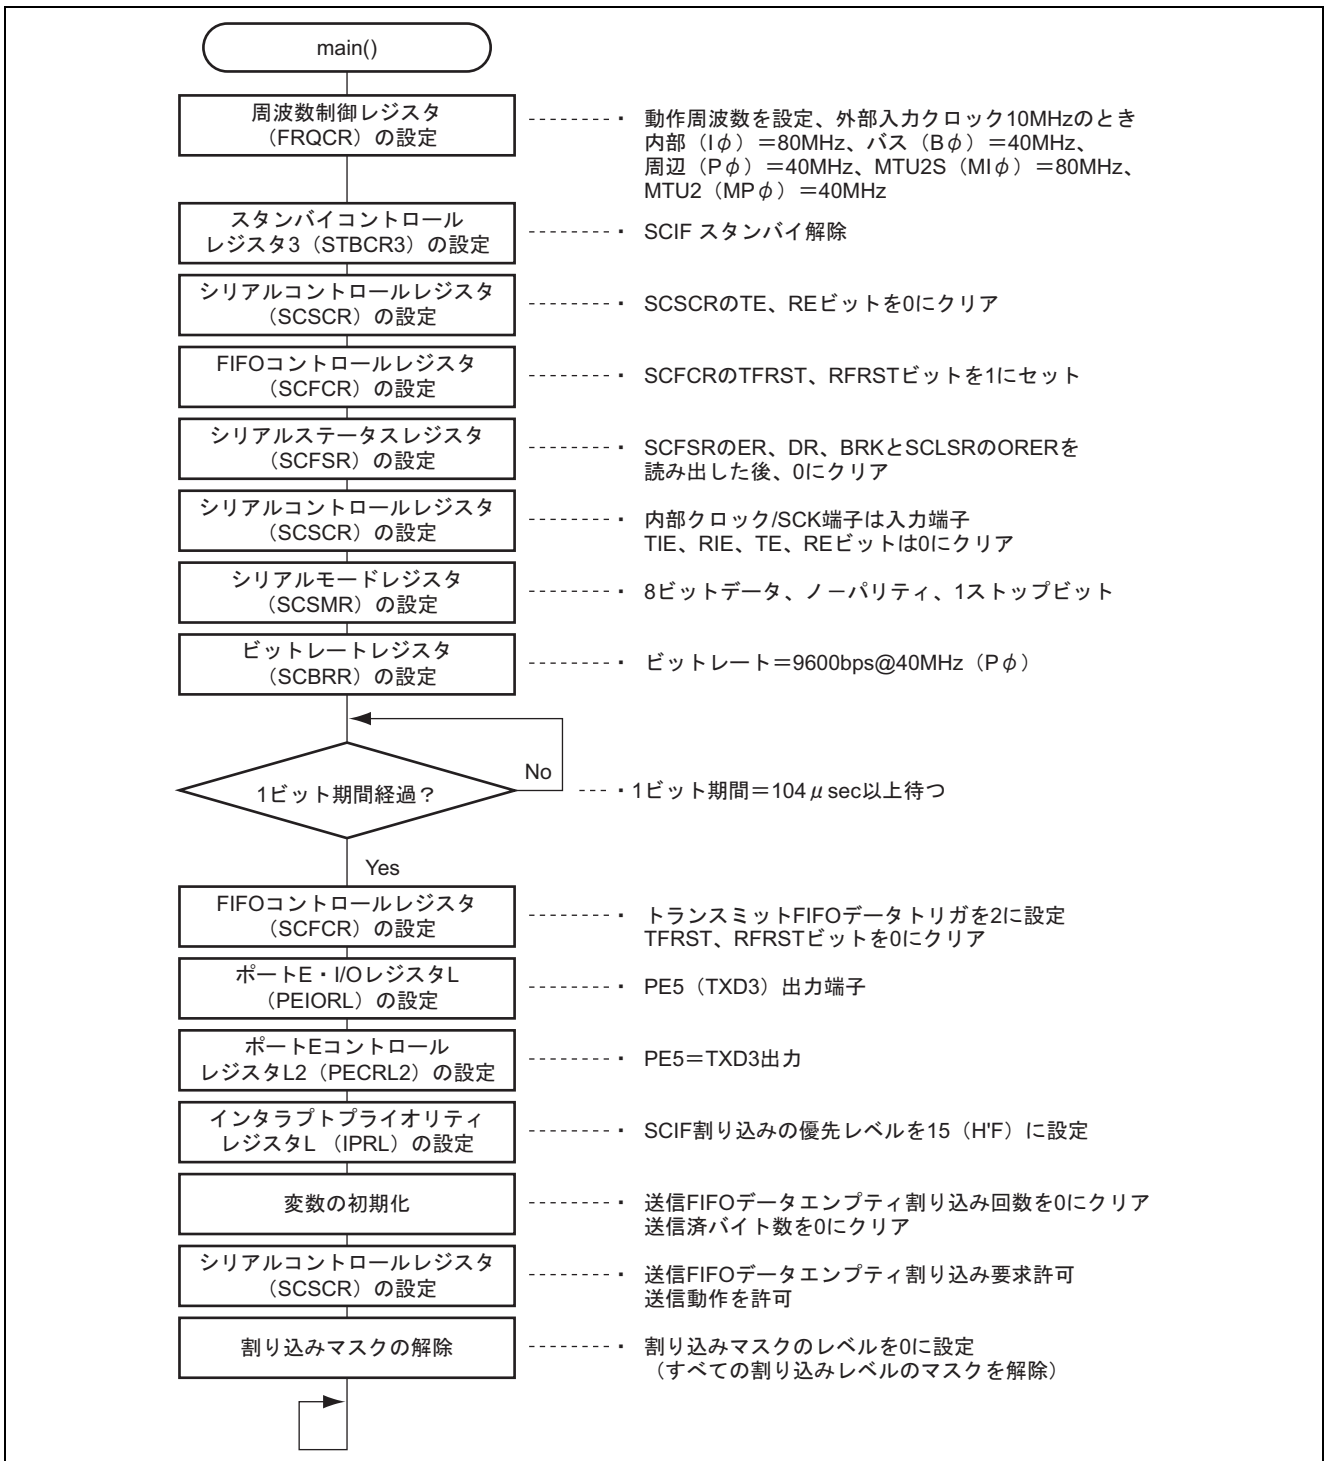 main()
周波数制御レジスタ
（FRQCR）の設定
・ 動作周波数を設定、外部入力クロック10MHzのとき
内部（Iφ）＝80MHz、バス（Bφ）＝40MHz、
周辺（Pφ）＝40MHz、MTU2S（MIφ）＝80MHz、
MTU2（MPφ）＝40MHz
スタンバイコントロール
レジスタ3（STBCR3）の設定
・ SCIF スタンバイ解除
シリアルコントロールレジスタ
（SCSCR）の設定
・ SCSCRのTE、REビットを0にクリア
FIFOコントロールレジスタ
（SCFCR）の設定
・ SCFCRのTFRST、RFRSTビットを1にセット
シリアルステータスレジスタ
（SCFSR）の設定
・ SCFSRのER、DR、BRKとSCLSRのORERを
読み出した後、0にクリア
シリアルコントロールレジスタ
（SCSCR）の設定
・ 内部クロック/SCK端子は入力端子
TIE、RIE、TE、REビットは0にクリア
シリアルモードレジスタ
（SCSMR）の設定
・ 8ビットデータ、ノーパリティ、1ストップビット
ビットレートレジスタ
（SCBRR）の設定
・ ビットレート＝9600bps@40MHz（Pφ）
No
1ビット期間経過？
・1ビット期間＝104μsec以上待つ
Yes
FIFOコントロールレジスタ
（SCFCR）の設定
・ トランスミットFIFOデータトリガを2に設定
TFRST、RFRSTビットを0にクリア
ポートE・I/OレジスタL
（PEIORL）の設定
・ PE5（TXD3）出力端子
ポートEコントロール
レジスタL2（PECRL2）の設定
・ PE5＝TXD3出力
インタラプトプライオリティ
レジスタL （IPRL）の設定
・ SCIF割り込みの優先レベルを15（H'F）に設定
変数の初期化
・ 送信FIFOデータエンプティ割り込み回数を0にクリア
送信済バイト数を0にクリア
シリアルコントロールレジスタ
（SCSCR）の設定
・ 送信FIFOデータエンプティ割り込み要求許可
送信動作を許可
割り込みマスクの解除
・ 割り込みマスクのレベルを0に設定
（すべての割り込みレベルのマスクを解除）